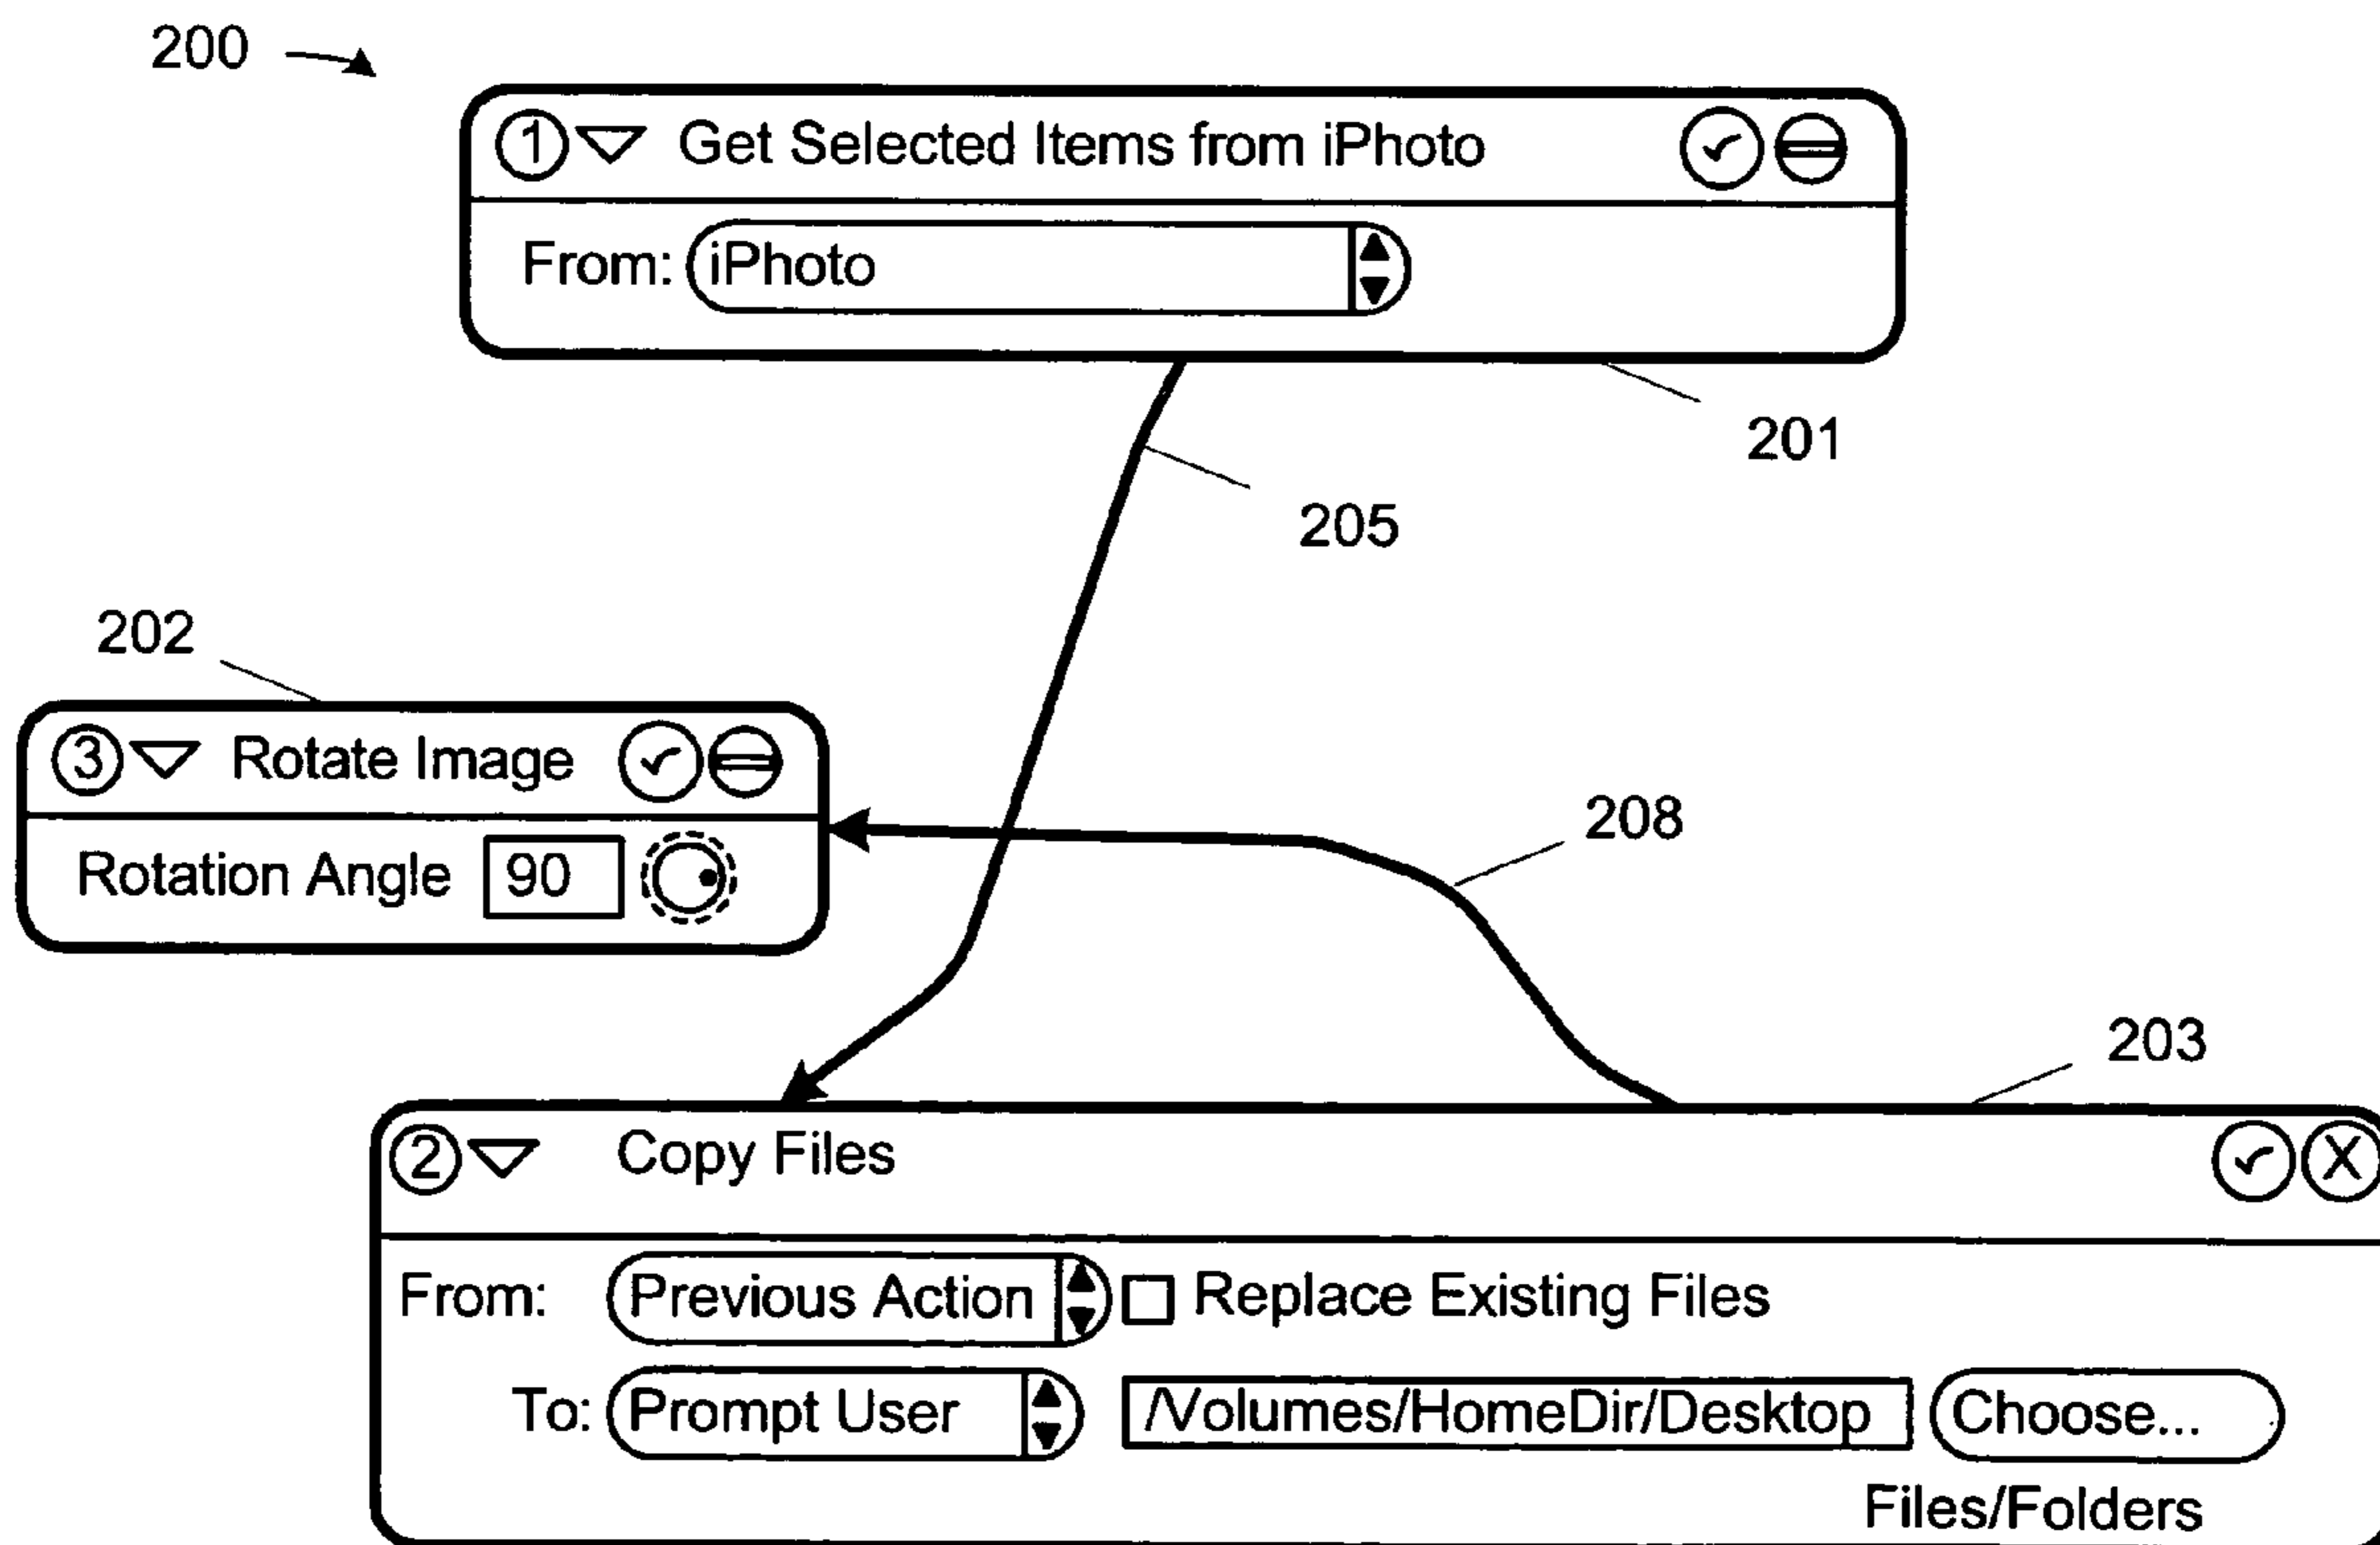 200
1 Get Selected Items from iPhoto
From: iPhoto
201
205
202
3 Rotate Image
Rotation Angle 90
208
203
2 Copy Files X
From: Previous Action Replace Existing Files
To: Prompt User /Volumes/HomeDir/Desktop Choose...
Files/Folders